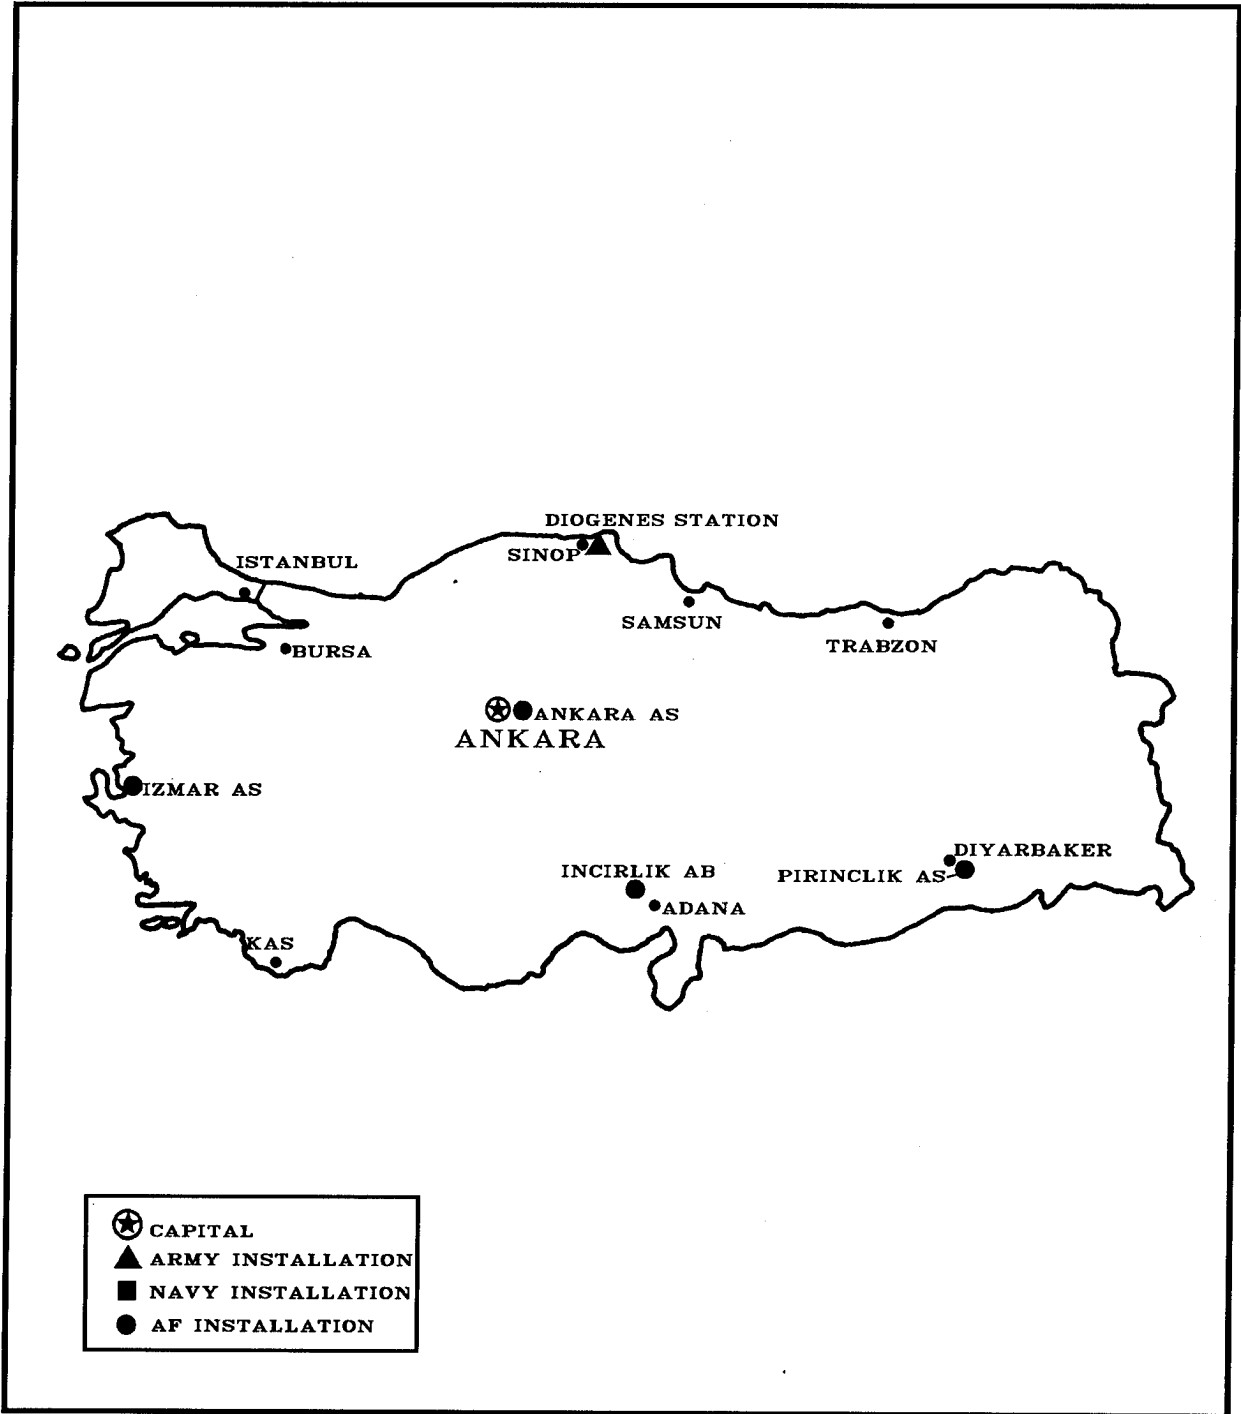 DIOGENES STATION
SINOP
ISTANBUL
SAMSUN
TRABZON
BURSA
ANKARA AS
ANKARA
IZMAR AS
DIYARBAKER
INCIRLIK AB
PIRINCLIK AS
ADANA
KAS
CAPITAL
ARMY INSTALLATION
NAVY INSTALLATION
AF INSTALLATION